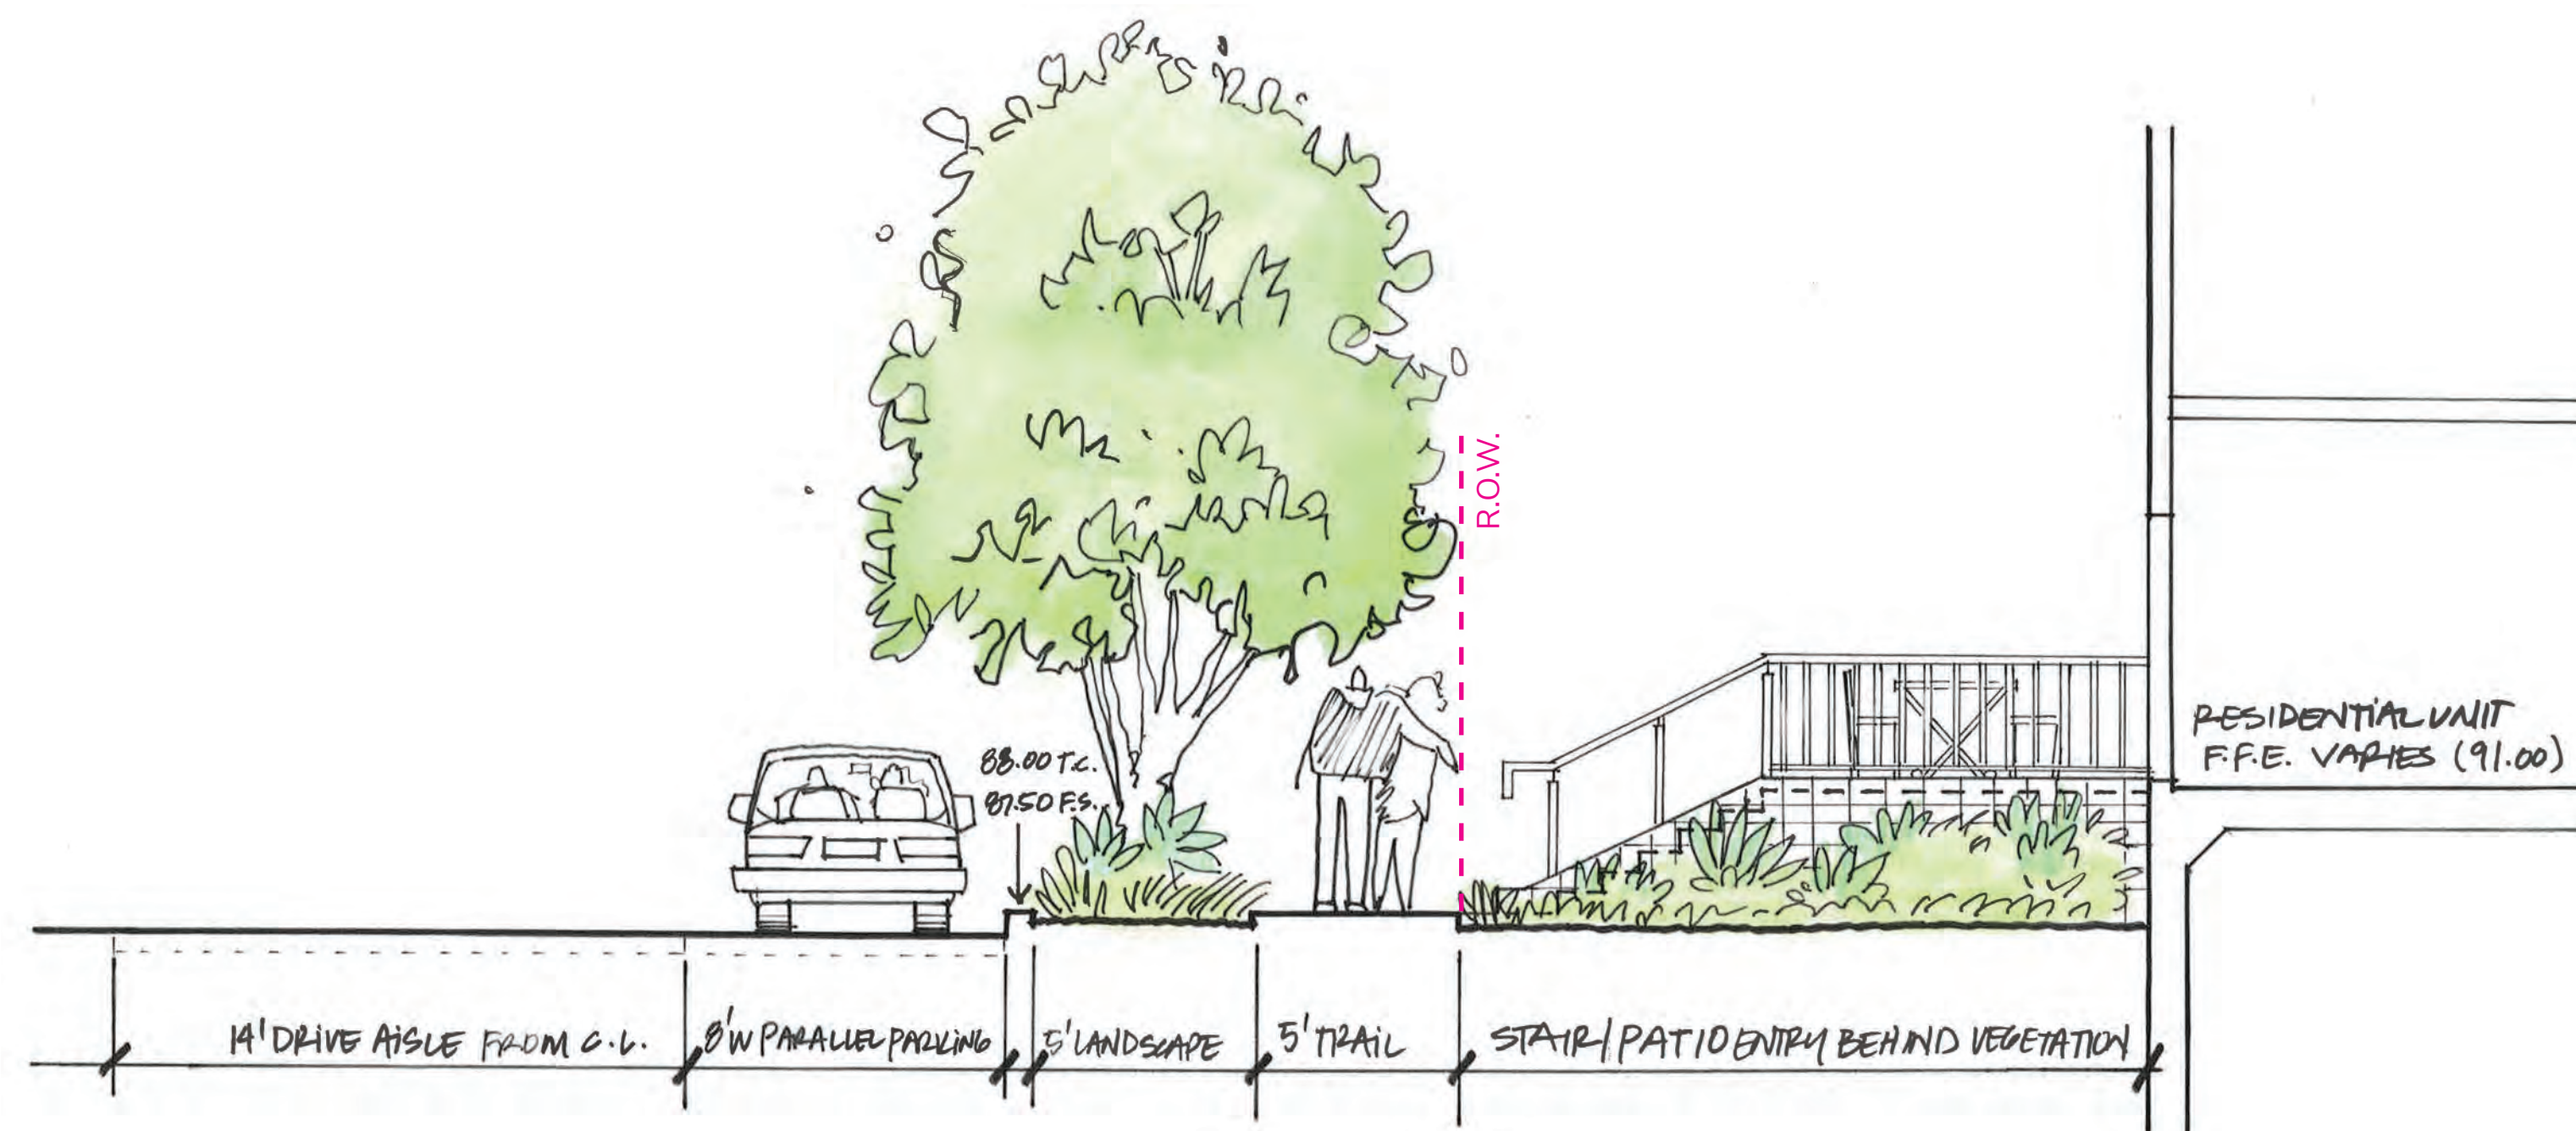 R.O.W.
88.00 T.C.
87.50 F.S.
RESIDENTIAL UNIT
F.F.E. VARIES (91.00)
14' DRIVE AISLE FROM C.L.
8'W PARALLEL PARKING
5' LANDSCAPE
5' TRAIL
STAIR/PATIO ENTRY BEHIND VEGETATION